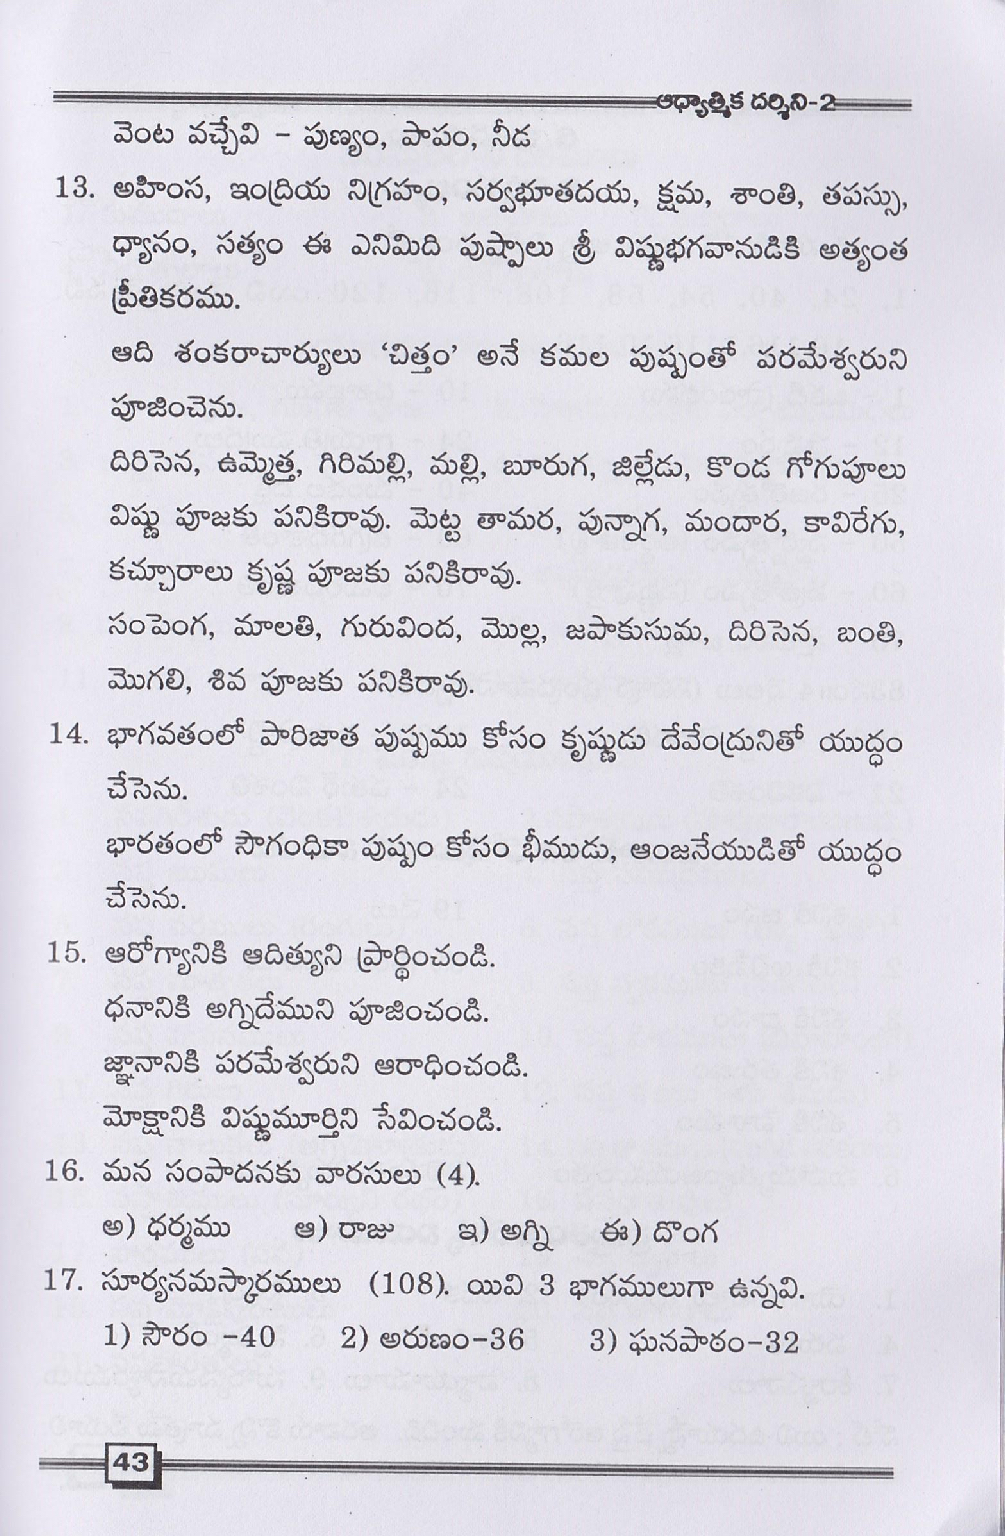 ఆధ్యాత్మిక దర్శిని-2
వెంట వచ్చేవి - పుణ్యం, పాపం, నీడ
13. అహింస, ఇంద్రియ నిగ్రహం, సర్వభూతదయ, క్షమ, శాంతి, తపస్సు,
ధ్యానం, సత్యం ఈ ఎనిమిది పుష్పాలు శ్రీ విష్ణుభగవానుడికి అత్యంత
ప్రీతికరము.
ఆది శంకరాచార్యులు ‘చిత్తం’ అనే కమల పుష్పంతో పరమేశ్వరుని
పూజించెను.
దిరిసెన, ఉమ్మెత్త, గిరిమల్లి, మల్లి, బూరుగ, జిల్లేడు, కొండ గోగుపూలు
విష్ణు పూజకు పనికిరావు. మెట్ట తామర, పున్నాగ, మందార, కావిరేగు,
కచ్చూరాలు కృష్ణ పూజకు పనికిరావు.
సంపెంగ, మాలతి, గురువింద, మొల్ల, జపాకుసుమ, దిరిసెన, బంతి,
మొగలి, శివ పూజకు పనికిరావు.
14. భాగవతంలో పారిజాత పుష్పము కోసం కృష్ణుడు దేవేంద్రునితో యుద్ధం
చేసెను.
భారతంలో సౌగంధికా పుష్పం కోసం భీముడు, ఆంజనేయుడితో యుద్ధం
చేసెను.
15. ఆరోగ్యానికి ఆదిత్యుని ప్రార్థించండి.
ధనానికి అగ్నిదేముని పూజించండి.
జ్ఞానానికి పరమేశ్వరుని ఆరాధించండి.
మోక్షానికి విష్ణుమూర్తిని సేవించండి.
16. మన సంపాదనకు వారసులు (4).
అ) ధర్మము ఆ) రాజు ఇ) అగ్ని ఈ) దొంగ
17. సూర్యనమస్కారములు (108). యివి 3 భాగములుగా ఉన్నవి.
1) సౌరం -40 2) అరుణం-36 3) ఘనపాఠం-32
43